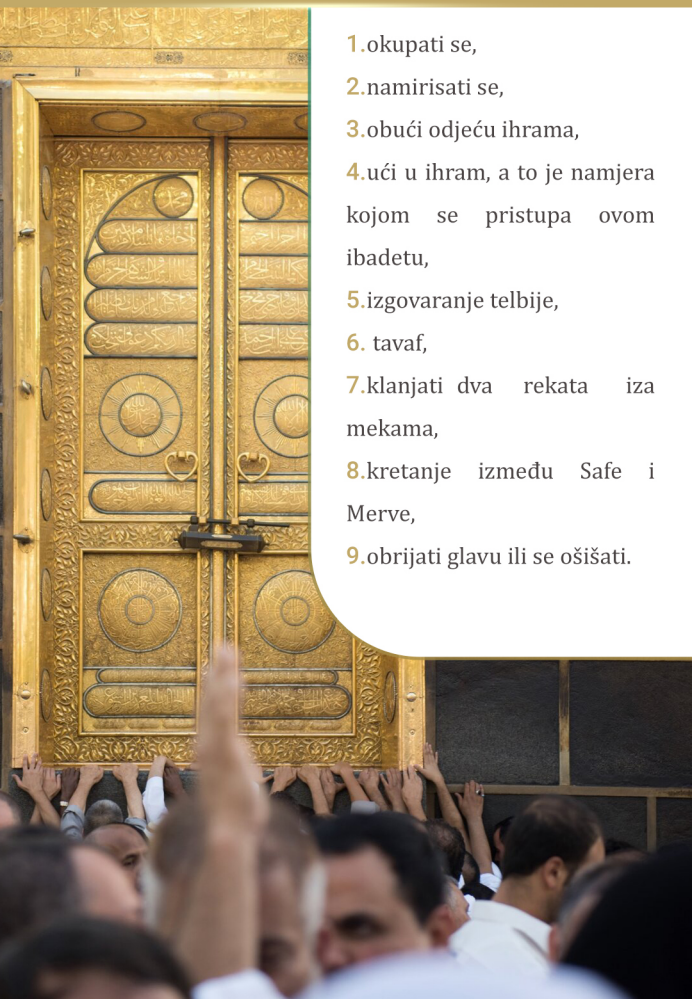 1.okupati se,
2.namirisati se,
3.obući odjeću ihrama,
4.ući u ihram, a to je namjera
kojom se pristupa ovom
ibadetu,
5.izgovaranje telbije,
6. tavaf,
7.klanjati dva rekata iza
mekama,
8.kretanje između Safe i
Merve,
9.obrijati glavu ili se ošišati.